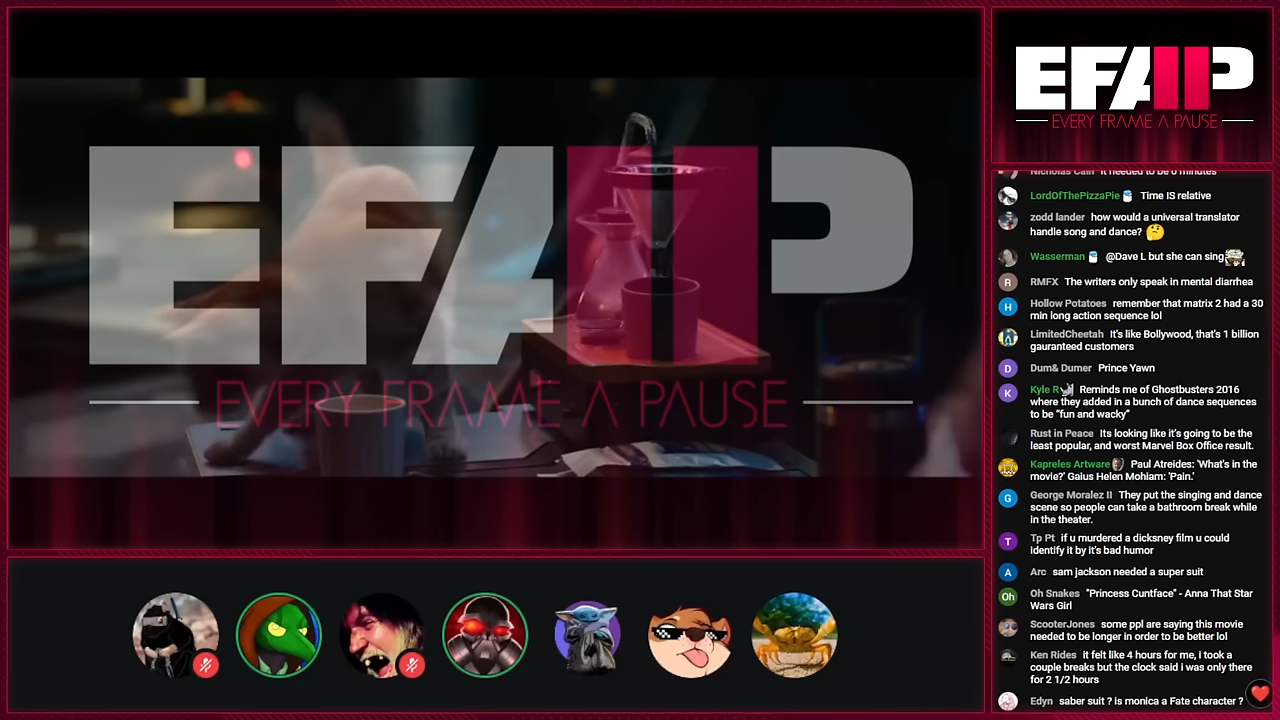 EFAP
EVERY FRAME A PAUSE
EFAP
EVERY FRAME A PAUSE
Nicholas Cain it needed to be 6 minutes
LordOfThePizzaPie Time IS relative
zodd lander how would a universal translator
handle song and dance?
Wasserman @Dave L but she can sing
R
RMFX The writers only speak in mental diarrhea
H
Hollow Potatoes remember that matrix 2 had a 30
min long action sequence lol
LimitedCheetah It's like Bollywood, that's 1 billion
gauranteed customers
D
Dum& Dumer Prince Yawn
K
Kyle R Reminds me of Ghostbusters 2016
where they added in a bunch of dance sequences
to be “fun and wacky”
Rust in Peace Its looking like it's going to be the
least popular, and worst Marvel Box Office result.
Kapreles Artware Paul Atreides: 'What's in the
movie?' Gaius Helen Mohiam: 'Pain.'
G
George Moralez II They put the singing and dance
scene so people can take a bathroom break while
in the theater.
T
Tp Pt if u murdered a dicksney film u could
identify it by it's bad humor
A
Arc sam jackson needed a super suit
Oh
Oh Snakes "Princess Cuntface" - Anna That Star
Wars Girl
ScooterJones some ppl are saying this movie
needed to be longer in order to be better lol
Ken Rides it felt like 4 hours for me, i took a
couple breaks but the clock said i was only there
for 2 1/2 hours
Edyn saber suit ? is monica a Fate character ?